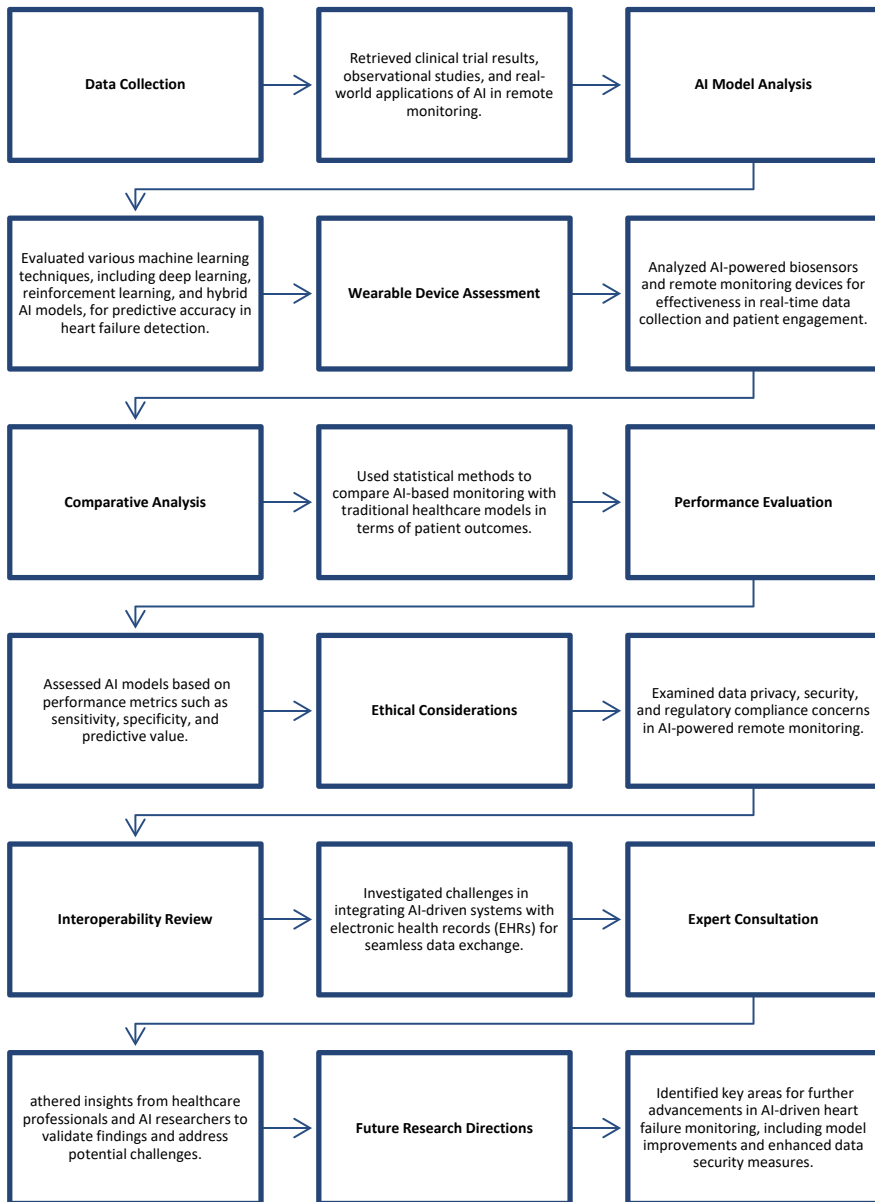 Data Collection
Retrieved clinical trial results,
observational studies, and real-
world applications of AI in remote
monitoring.
AI Model Analysis
Evaluated various machine learning
techniques, including deep learning,
reinforcement learning, and hybrid
AI models, for predictive accuracy in
heart failure detection.
Wearable Device Assessment
Analyzed AI-powered biosensors
and remote monitoring devices for
effectiveness in real-time data
collection and patient engagement.
Comparative Analysis
Used statistical methods to
compare AI-based monitoring with
traditional healthcare models in
terms of patient outcomes.
Performance Evaluation
Assessed AI models based on
performance metrics such as
sensitivity, specificity, and
predictive value.
Ethical Considerations
Examined data privacy, security,
and regulatory compliance concerns
in AI-powered remote monitoring.
Interoperability Review
Investigated challenges in
integrating AI-driven systems with
electronic health records (EHRs) for
seamless data exchange.
Expert Consultation
athered insights from healthcare
professionals and AI researchers to
validate findings and address
potential challenges.
Future Research Directions
Identified key areas for further
advancements in AI-driven heart
failure monitoring, including model
improvements and enhanced data
security measures.